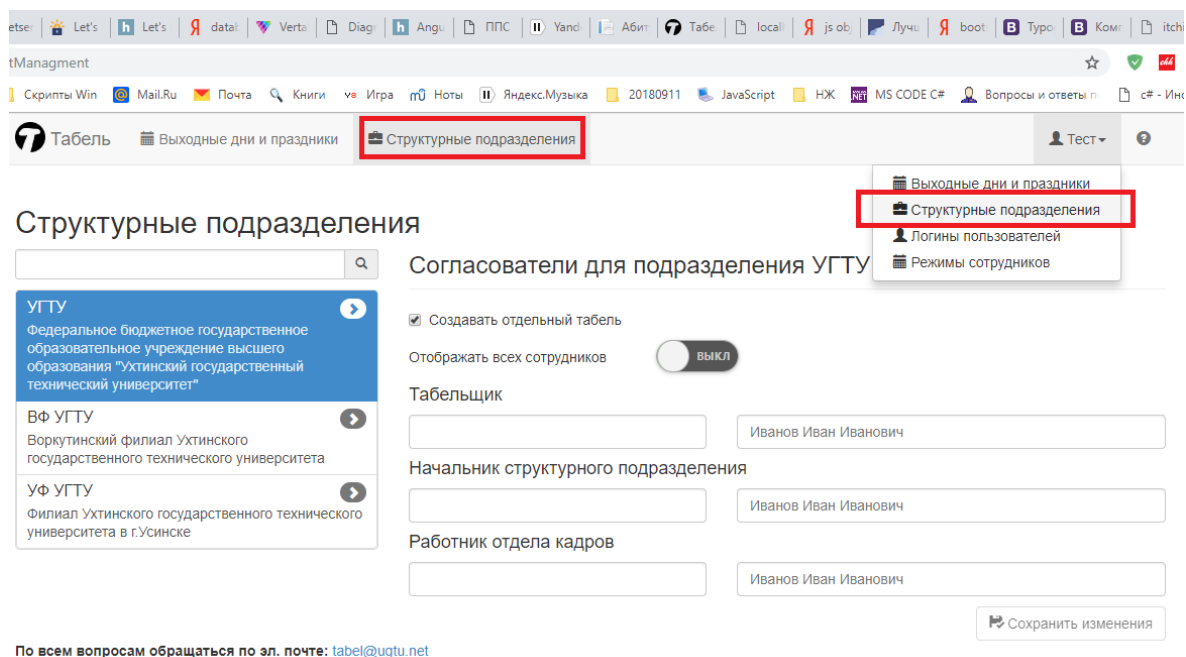 etser Let's Let's datab Verta Diagr Angu ППС Yand Абит Табе local js obj Лучш boots Typo Комп itchi
tManagment
Скрипты Win Mail.Ru Почта Книги Игра Ноты Яндекс.Музыка 20180911 JavaScript НЖ MS CODE C# Вопросы и ответы п c# - Инс
Табель Выходные дни и праздники Структурные подразделения Тест
Выходные дни и праздники
Структурные подразделения
Логины пользователей
Режимы сотрудников
Структурные подразделения
УГТУ
Федеральное бюджетное государственное
образовательное учреждение высшего
образования "Ухтинский государственный
технический университет"
ВФ УГТУ
Воркутинский филиал Ухтинского
государственного технического университета
УФ УГТУ
Филиал Ухтинского государственного технического
университета в г.Усинске
Согласователи для подразделения УГТУ
Создавать отдельный табель
Отображать всех сотрудников ВЫКЛ
Табельщик
Иванов Иван Иванович
Начальник структурного подразделения
Иванов Иван Иванович
Работник отдела кадров
Иванов Иван Иванович
Сохранить изменения
По всем вопросам обращаться по эл. почте: tabel@ugtu.net